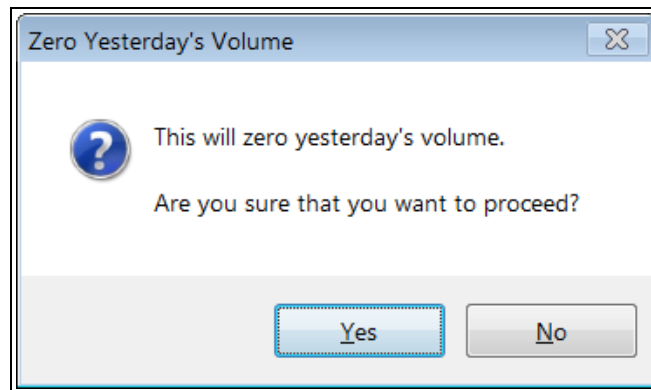 Zero Yesterday's Volume
This will zero yesterday's volume.
Are you sure that you want to proceed?
Yes
No